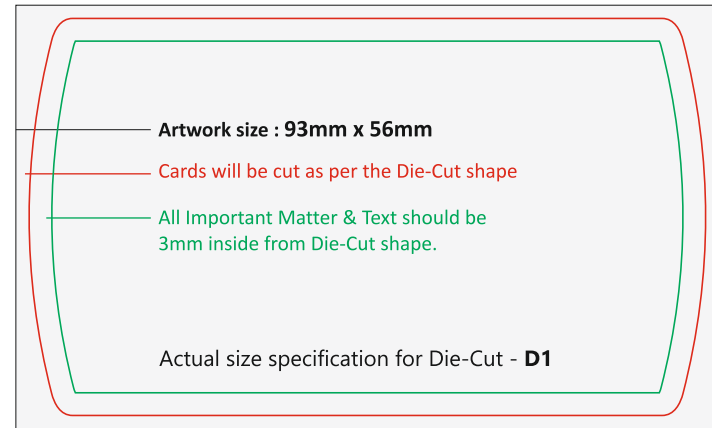 Artwork size : 93mm x 56mm
Cards will be cut as per the Die-Cut shape
All Important Matter & Text should be
3mm inside from Die-Cut shape.
Actual size specification for Die-Cut - D1